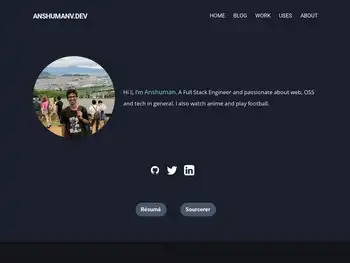 ANSHUMANV.DEV
HOME BLOG WORK USES ABOUT
Hi I, I'm Anshuman. A Full Stack Engineer and passionate about web, OSS
and tech in general. I also watch anime and play football.
Résumé Sourcerer